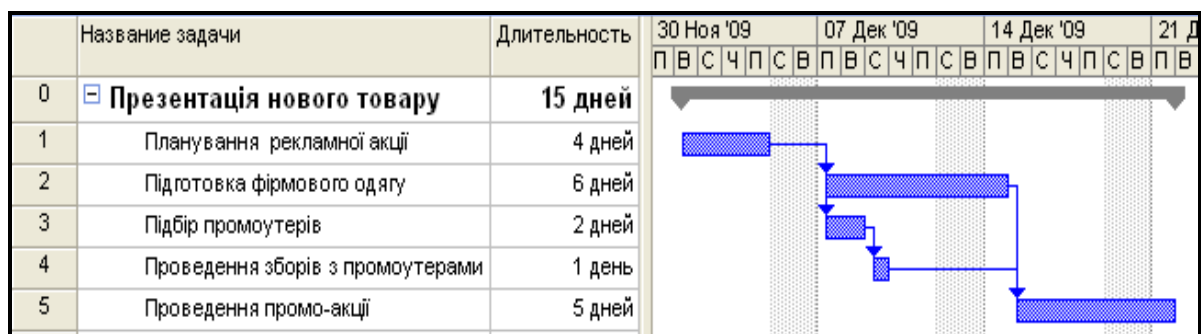 Название задачи Длительность 30 Ноя '09 07 Дек '09 14 Дек '09 21 Д
П В С Ч П С В П В С Ч П С В П В С Ч П С В П В
0 Презентація нового товару 15 дней
1 Планування рекламної акції 4 дней
2 Підготовка фірмового одягу 6 дней
3 Підбір промоутерів 2 дней
4 Проведення зборів з промоутерами 1 день
5 Проведення промо-акції 5 дней